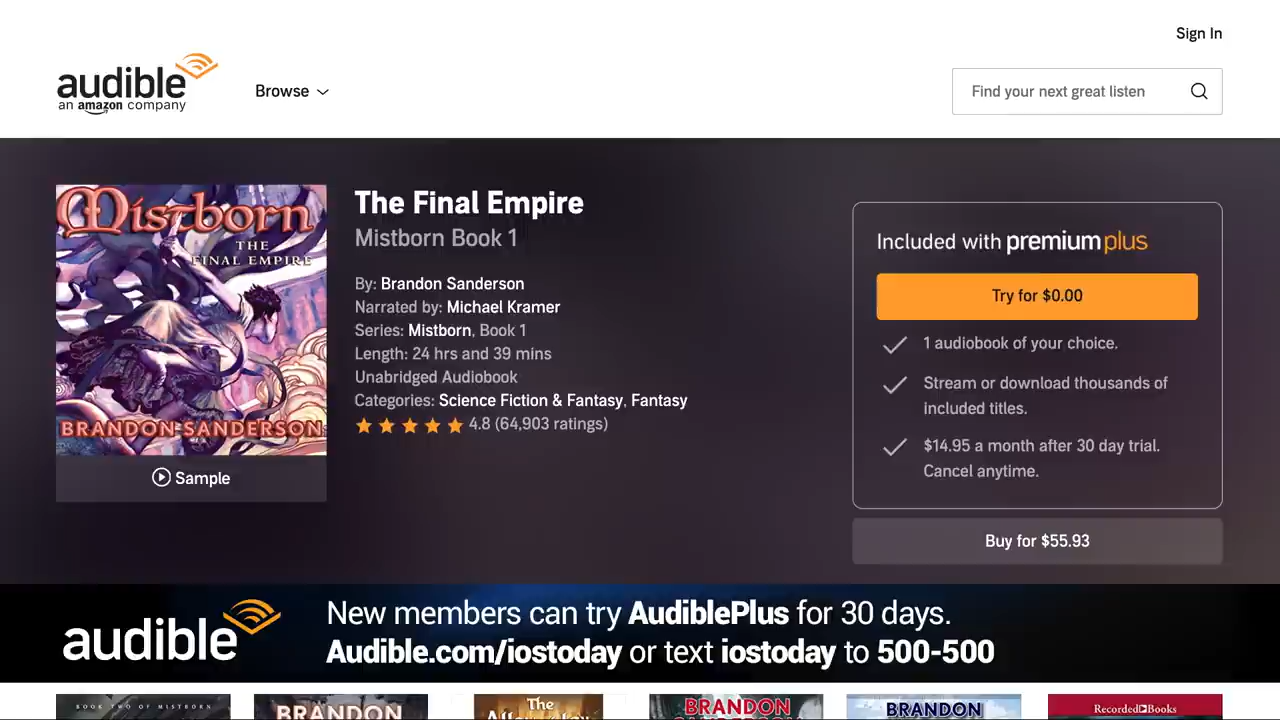 Sign In
audible
an amazon company
Browse
Find your next great listen
Mistborn
THE
FINAL EMPIRE
BRANDON SANDERSON
Sample
The Final Empire
Mistborn Book 1
By: Brandon Sanderson
Narrated by: Michael Kramer
Series: Mistborn, Book 1
Length: 24 hrs and 39 mins
Unabridged Audiobook
Categories: Science Fiction & Fantasy, Fantasy
4.8 (64,903 ratings)
Included with premium plus
Try for $0.00
1 audiobook of your choice.
Stream or download thousands of
included titles.
$14.95 a month after 30 day trial.
Cancel anytime.
Buy for $55.93
audible
New members can try AudiblePlus for 30 days.
Audible.com/iostoday or text iostoday to 500-500
BOOK TWO OF MISTBORN
BRANDON
The
BRANDON
BRANDON
Recorded Books